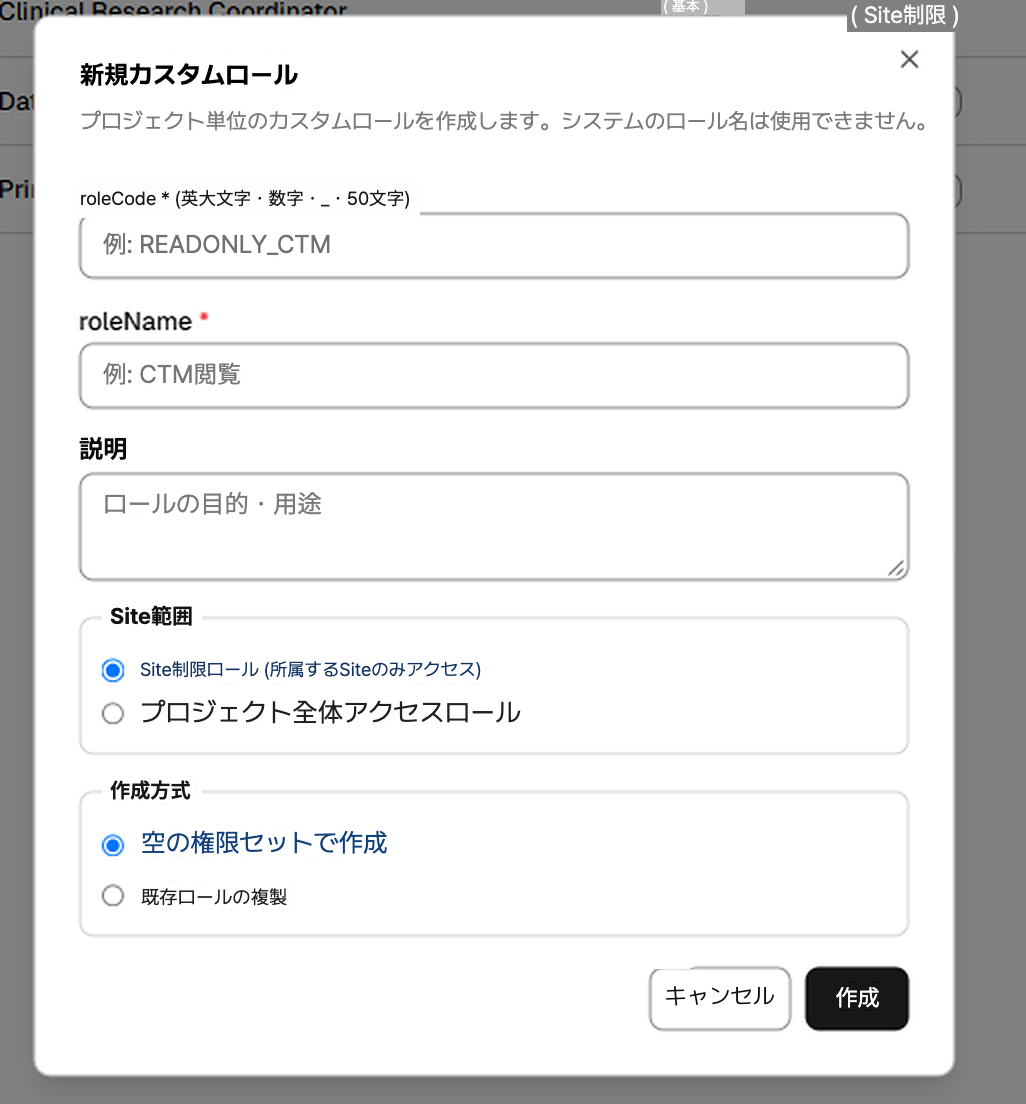 Clinical Research Coordinator
( 基本 )
( Site制限 )
新規カスタムロール
プロジェクト単位のカスタムロールを作成します。システムのロール名は使用できません。
roleCode * (英大文字・数字・_・50文字)
例: READONLY_CTM
roleName *
例: CTM閲覧
説明
ロールの目的・用途
Site範囲
Site制限ロール (所属するSiteのみアクセス)
プロジェクト全体アクセスロール
作成方式
空の権限セットで作成
既存ロールの複製
キャンセル
作成